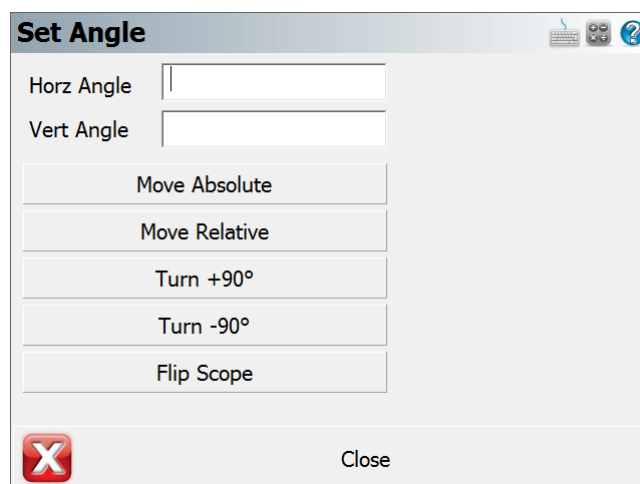 Set Angle
Horz Angle
Vert Angle
Move Absolute
Move Relative
Turn +90°
Turn -90°
Flip Scope
Close